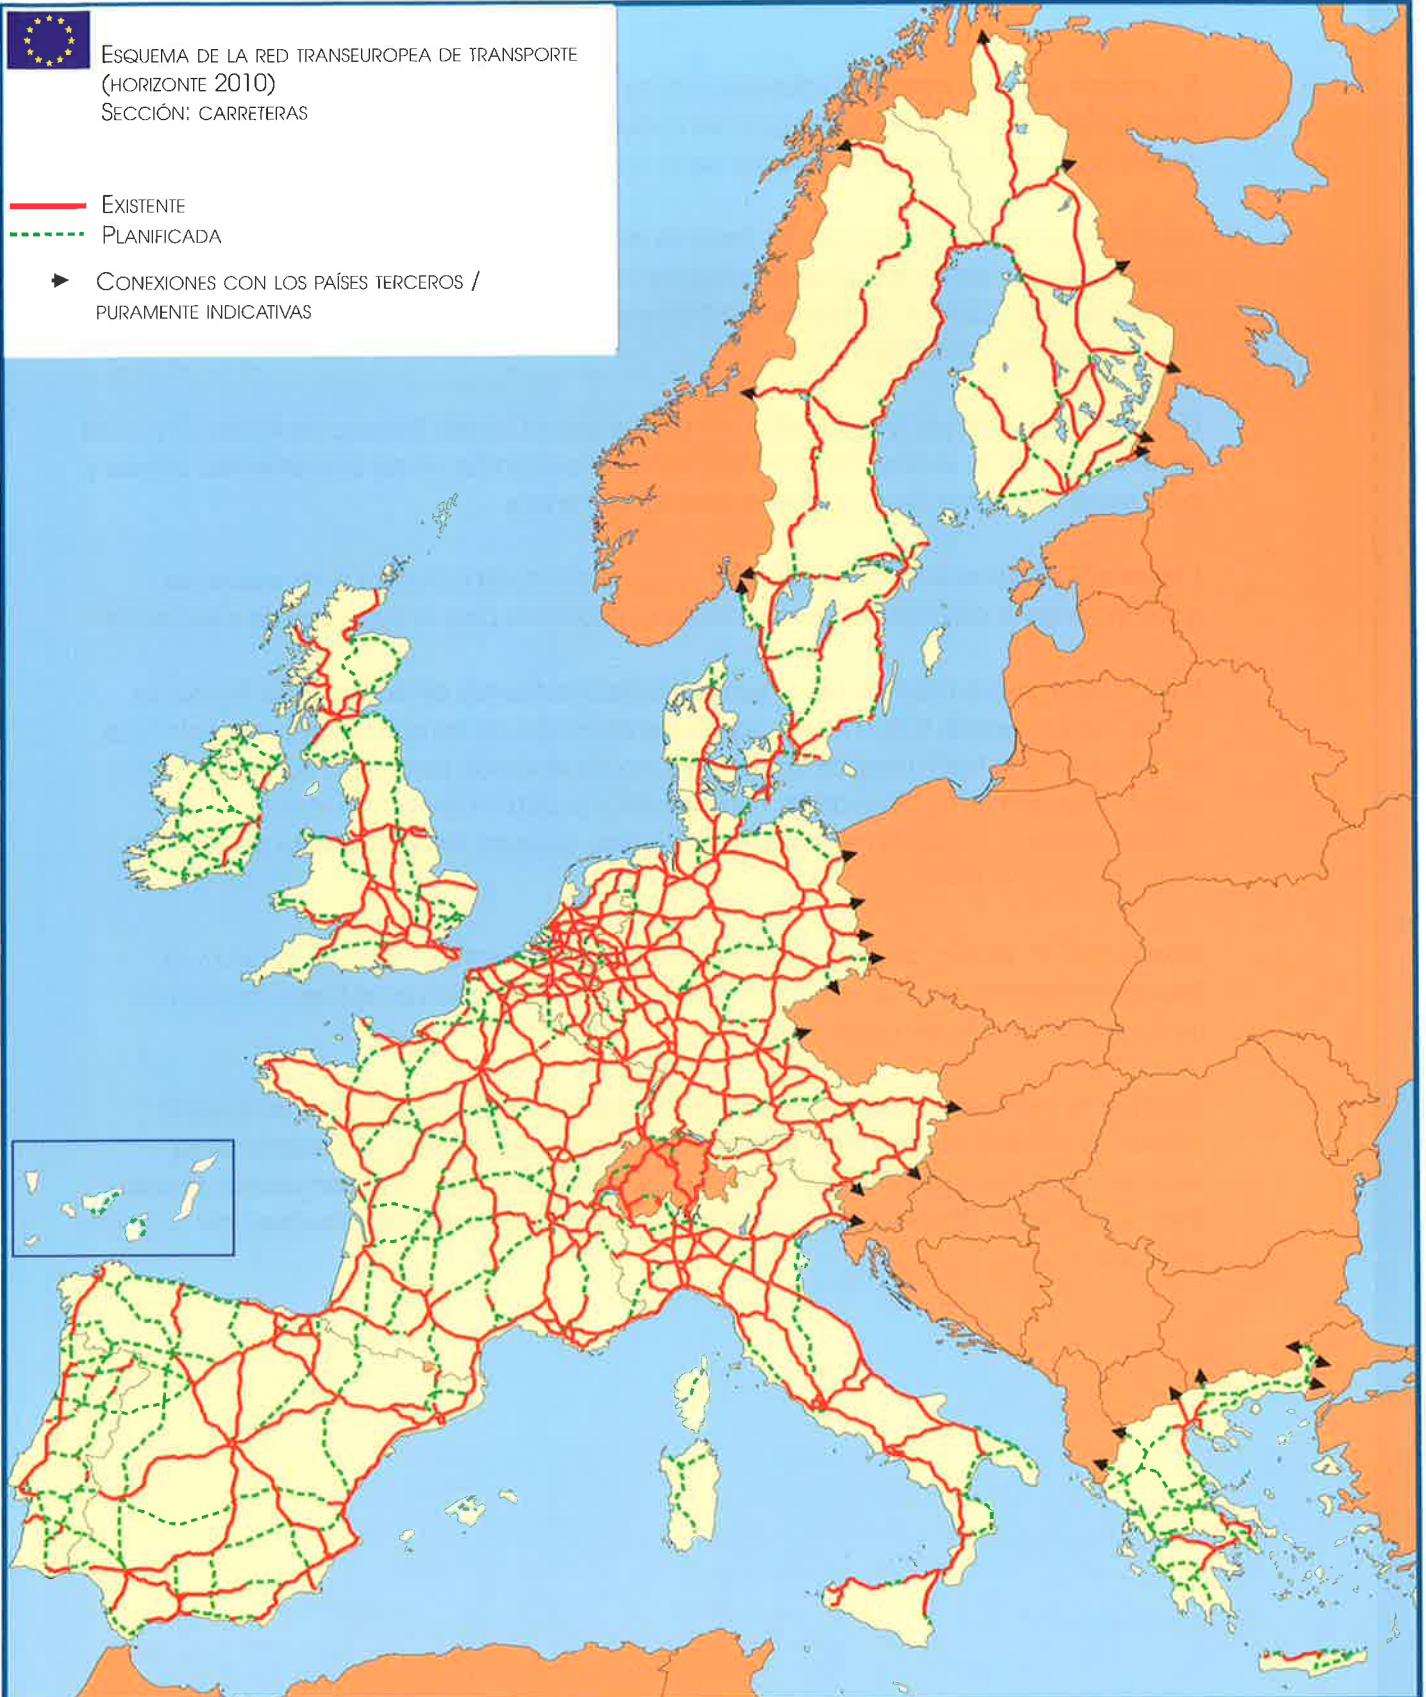 ESQUEMA DE LA RED TRANSEUROPEA DE TRANSPORTE
(HORIZONTE 2010)
SECCIÓN: CARRETERAS
EXISTENTE
PLANIFICADA
CONEXIONES CON LOS PAÍSES TERCEROS /
PURAMENTE INDICATIVAS